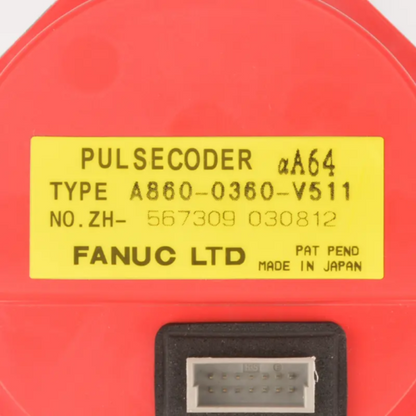 PULSECODER αA64
TYPE A860-0360-V511
NO.ZH- 567309 030812
FANUC LTD PAT PEND
MADE IN JAPAN